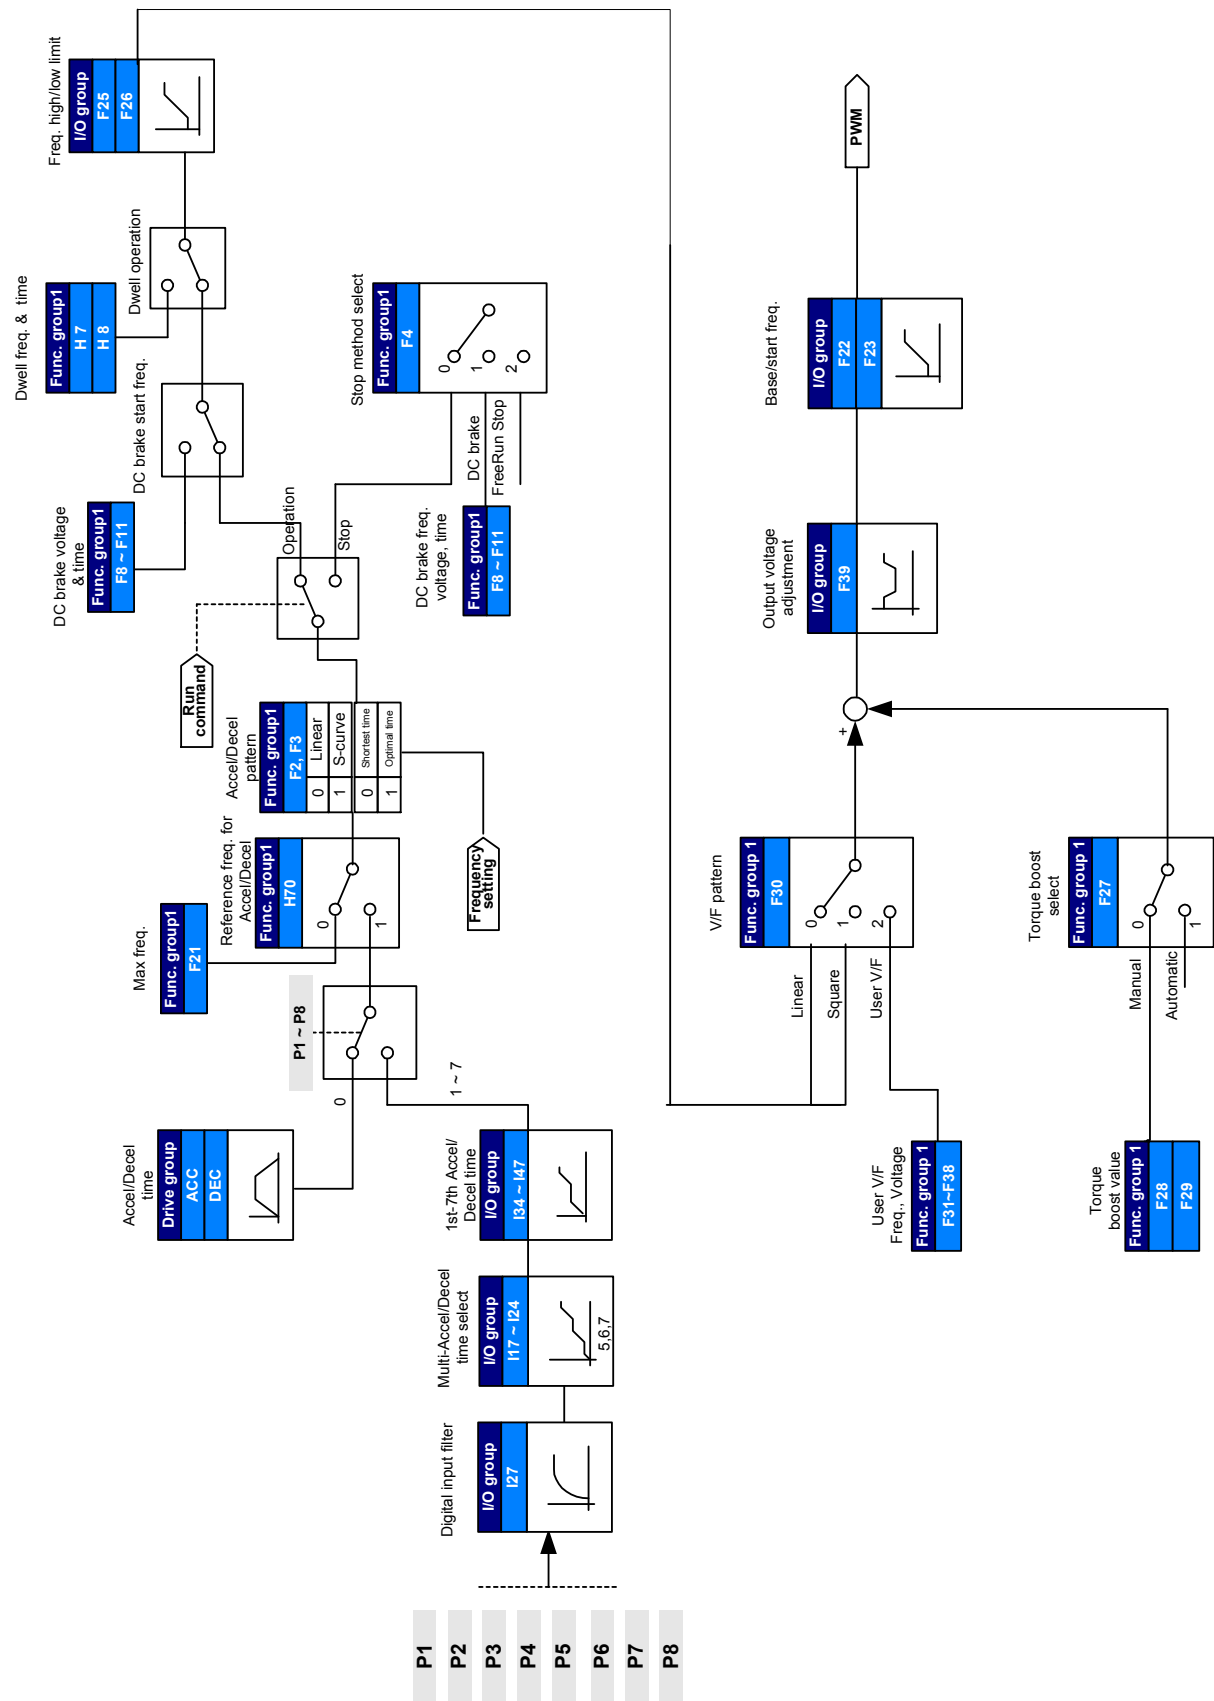 P1
P2
P3
P4
P5
P6
P7
P8
Digital input filter
I/O group
I27
Multi-Accel/Decel
time select
I/O group
I17 ~ I24
5,6,7
1st-7th Accel/
Decel time
I/O group
I34 ~ I47
Accel/Decel
time
Drive group
ACC
DEC
0
1 ~ 7
P1 ~ P8
Max freq.
Func. group1
F21
Reference freq. for
Accel/Decel
Func. group1
H70
0
1
Frequency
setting
Accel/Decel
pattern
Func. group1
F2, F3
0
Linear
1
S-curve
0
Shortest time
1
Optimal time
Run
command
Operation
Stop
DC brake voltage
& time
Func. group1
F8 ~ F11
DC brake start freq.
DC brake freq.
voltage, time
Func. group1
F8 ~ F11
DC brake
FreeRun Stop
Stop method select
Func. group1
F4
0
1
2
Dwell freq. & time
Func. group1
H 7
H 8
Dwell operation
Freq. high/low limit
I/O group
F25
F26
User V/F
Freq., Voltage
Func. group 1
F31~F38
Linear
Square
User V/F
V/F pattern
Func. group 1
F30
0
1
2
+
Torque
boost value
Func. group 1
F28
F29
Manual
Automatic
Torque boost
select
Func. group 1
F27
0
1
Output voltage
adjustment
I/O group
F39
Base/start freq.
I/O group
F22
F23
PWM